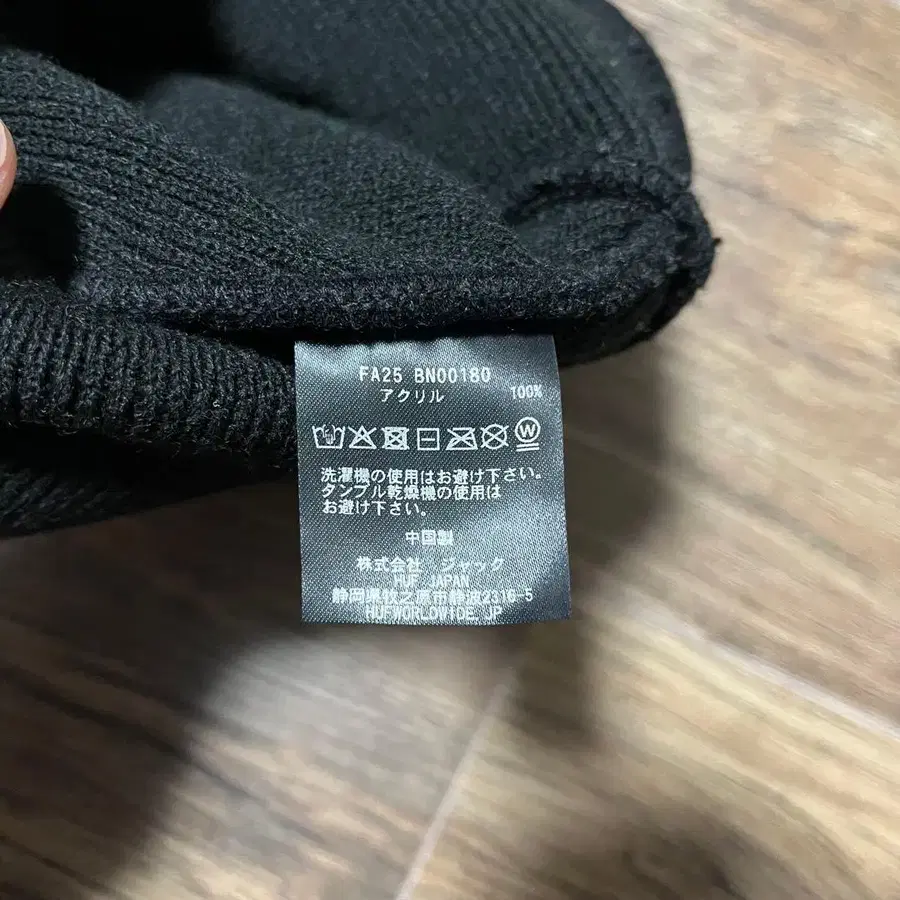 FA25 BN00180
アクリル 100%
W
洗濯機の使用はお避け下さい。
タンブル乾燥機の使用は
お避け下さい。
中国製
株式会社 ジャック
HUF JAPAN
静岡県牧之原市静波2316-5
HUFWORLDWIDE.JP